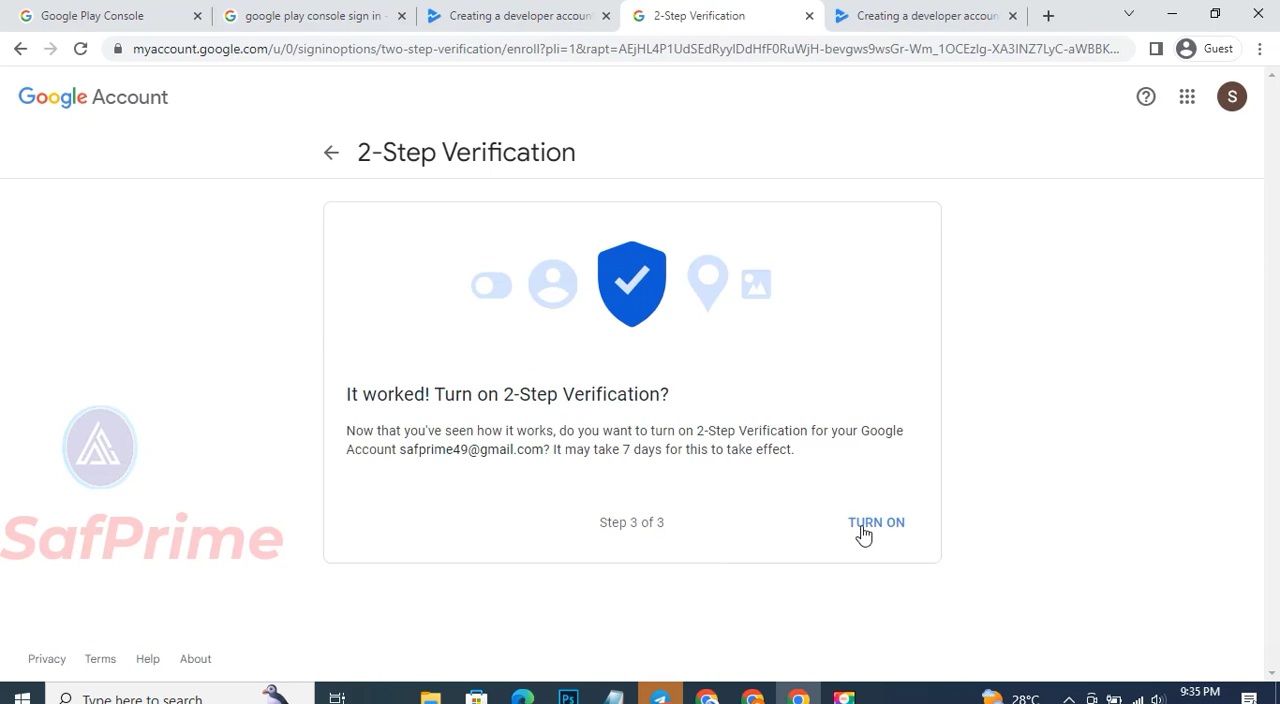 Google Play Console
google play console sign in -
Creating a developer account
2-Step Verification
Creating a developer accoun
myaccount.google.com/u/0/signinoptions/two-step-verification/enroll?pli=1&rapt=AEjHL4P1UdSEdRyyIDdHfF0RuWjH-bevgws9wsGr-Wm_1OCEzIg-XA3INZ7LyC-aWBBK...
Guest
Google Account
S
2-Step Verification
It worked! Turn on 2-Step Verification?
Now that you've seen how it works, do you want to turn on 2-Step Verification for your Google
Account safprime49@gmail.com? It may take 7 days for this to take effect.
Step 3 of 3
TURN ON
SafPrime
Privacy
Terms
Help
About
Type here to search
Ps
28°C
9:35 PM